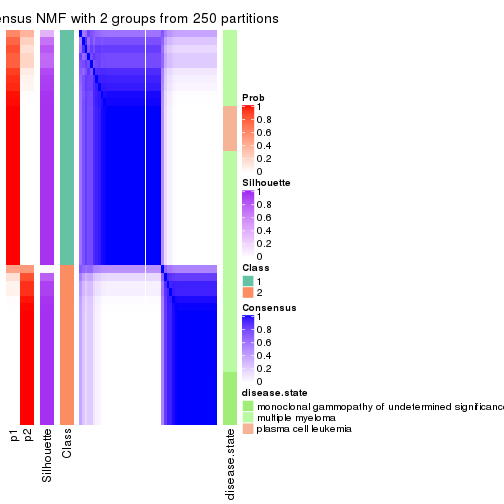 ensus NMF with 2 groups from 250 partitions
Prob
1
0.8
0.6
0.4
0.2
0
Silhouette
1
0.8
0.6
0.4
0.2
0
Class
1
2
Consensus
1
0.8
0.6
0.4
0.2
0
disease.state
monoclonal gammopathy of undetermined significance
multiple myeloma
plasma cell leukemia
p1
p2
Silhouette
Class
disease.state